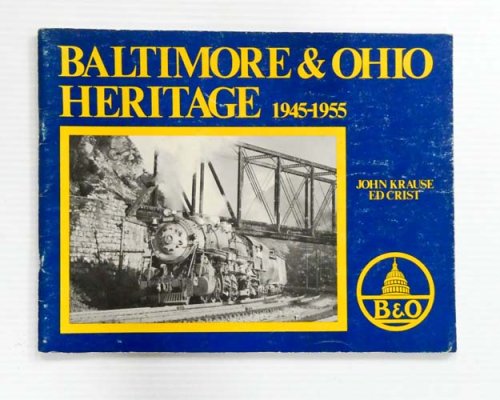 BALTIMORE & OHIO
HERITAGE 1945-1955
JOHN KRAUSE
ED CRIST
B&O